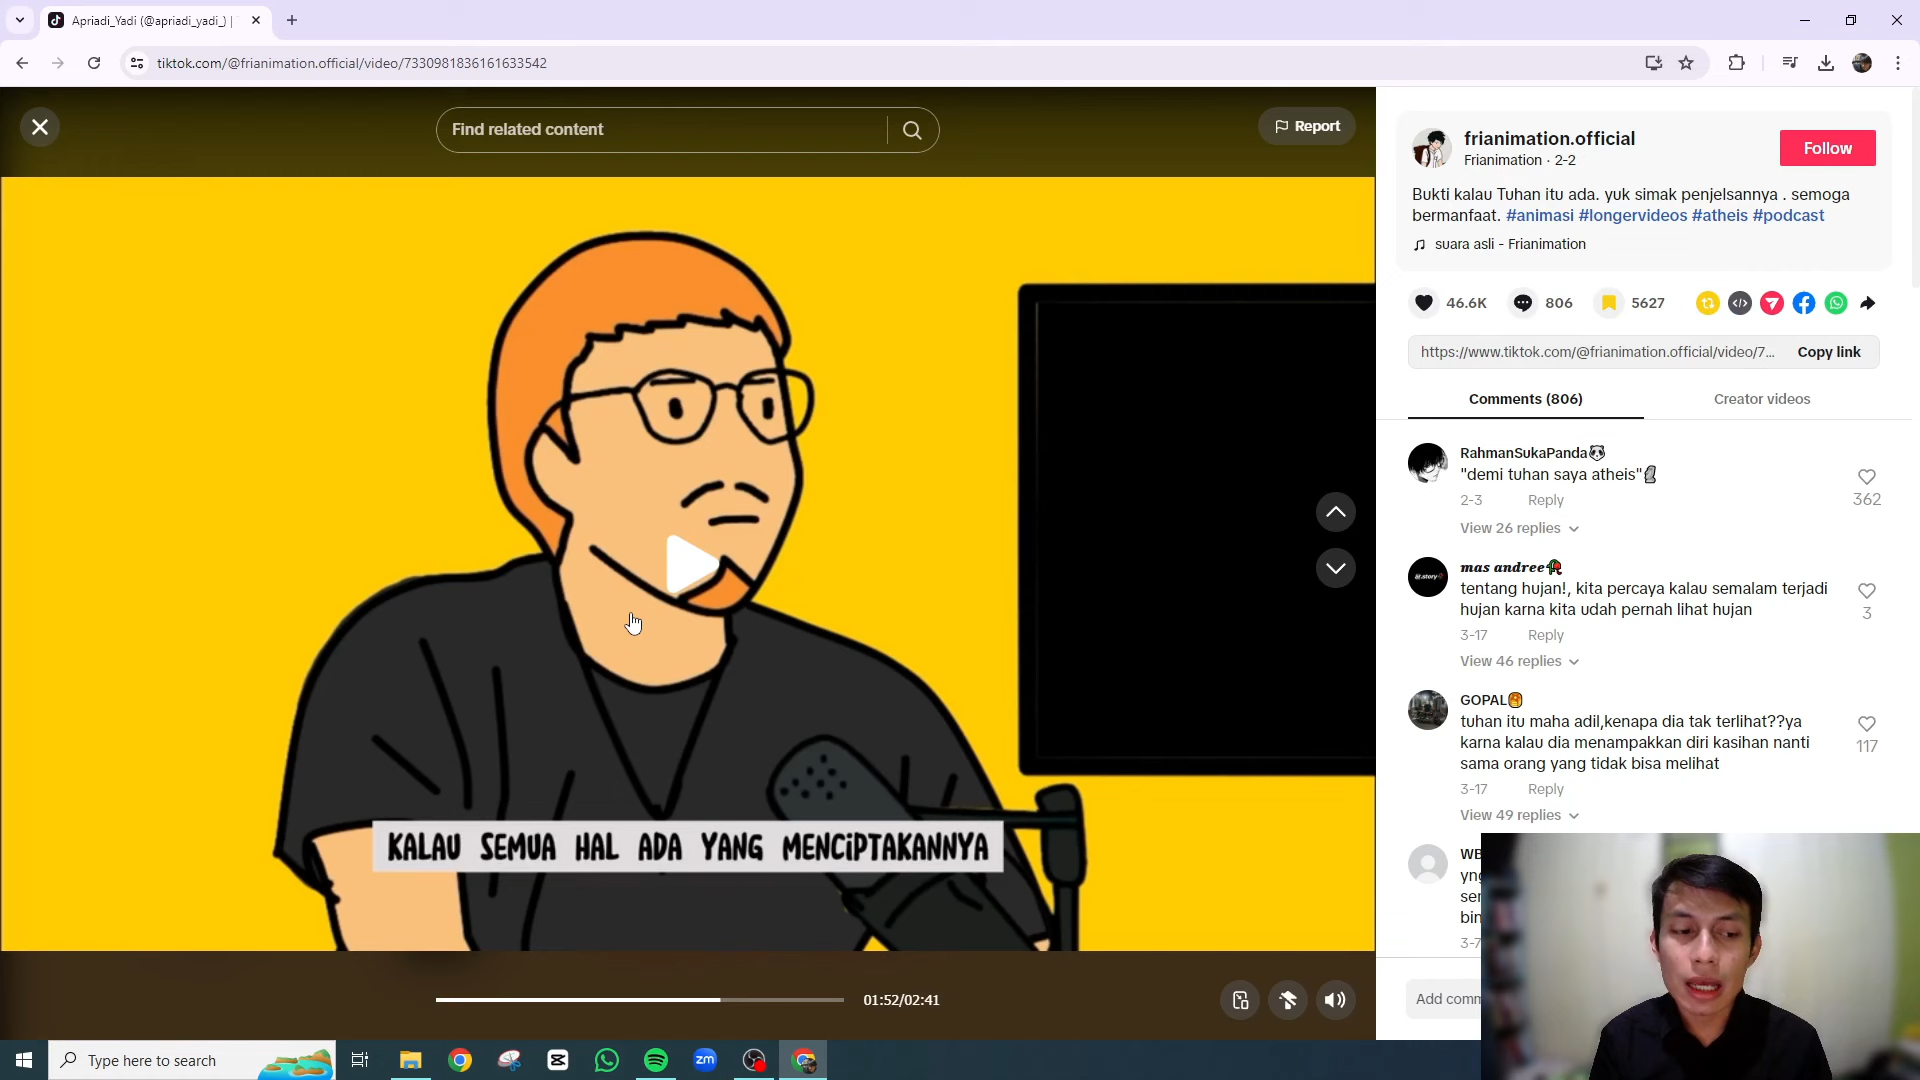 Apriadi_Yadi (@apriadi_yadi_) |
tiktok.com/@frianimation.official/video/7330981836161633542
Find related content
Report
KALAU SEMUA HAL ADA YANG MENCIPTAKANNYA
01:52/02:41
frianimation.official
Frianimation · 2-2
Follow
Bukti kalau Tuhan itu ada. yuk simak penjelsannya . semoga
bermanfaat. #animasi #longervideos #atheis #podcast
suara asli - Frianimation
46.6K
806
5627
https://www.tiktok.com/@frianimation.official/video/7...
Copy link
Comments (806)
Creator videos
RahmanSukaPanda🐼
"demi tuhan saya atheis"🗿
362
2-3
Reply
View 26 replies
mas andree
tentang hujan!, kita percaya kalau semalam terjadi
hujan karna kita udah pernah lihat hujan
3
3-17
Reply
View 46 replies
GOPAL
tuhan itu maha adil,kenapa dia tak terlihat??ya
karna kalau dia menampakkan diri kasihan nanti
sama orang yang tidak bisa melihat
117
3-17
Reply
View 49 replies
Type here to search
zm